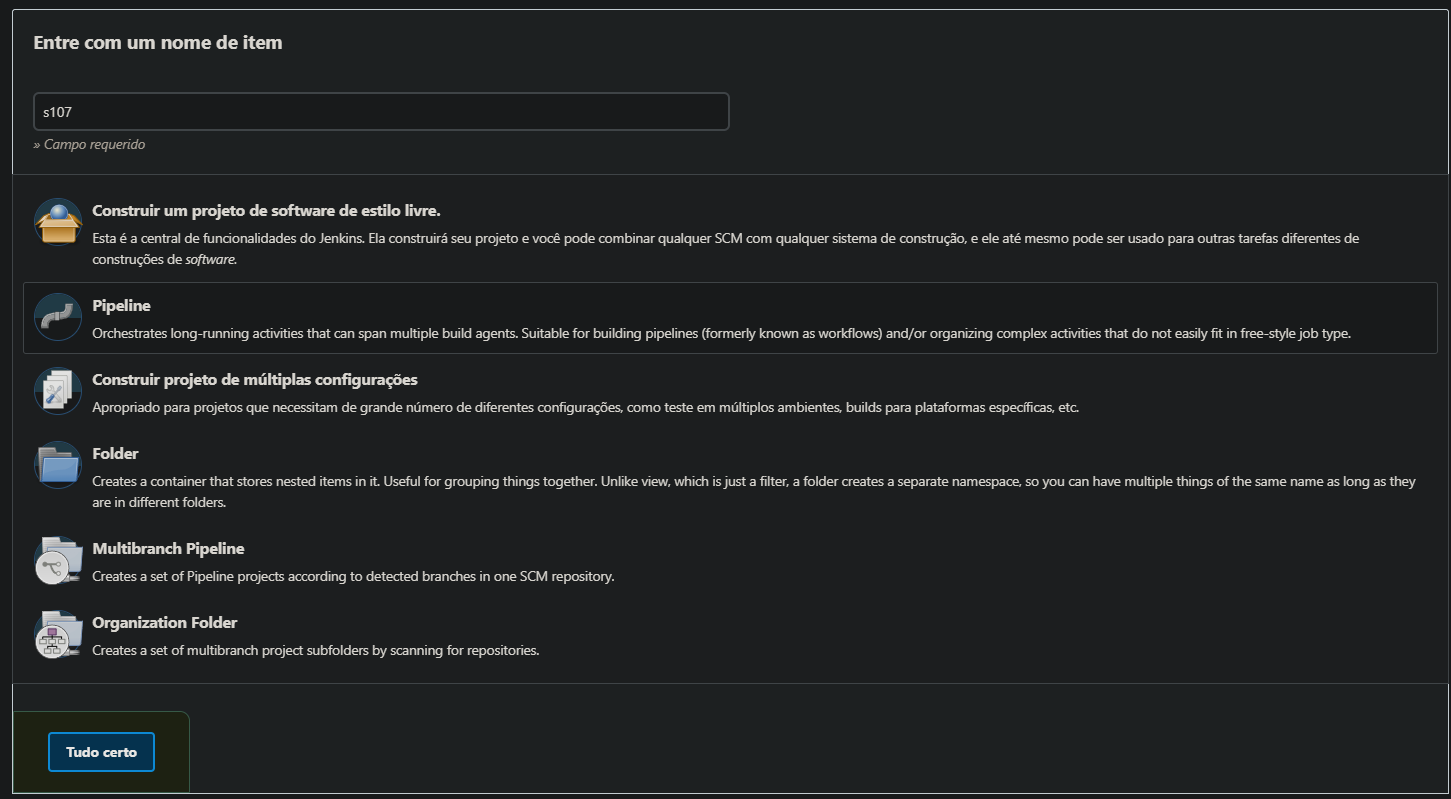 Entre com um nome de item
s107
» Campo requerido
Construir um projeto de software de estilo livre.
Esta é a central de funcionalidades do Jenkins. Ela construirá seu projeto e você pode combinar qualquer SCM com qualquer sistema de construção, e ele até mesmo pode ser usado para outras tarefas diferentes de
construções de software.
Pipeline
Orchestrates long-running activities that can span multiple build agents. Suitable for building pipelines (formerly known as workflows) and/or organizing complex activities that do not easily fit in free-style job type.
Construir projeto de múltiplas configurações
Apropriado para projetos que necessitam de grande número de diferentes configurações, como teste em múltiplos ambientes, builds para plataformas específicas, etc.
Folder
Creates a container that stores nested items in it. Useful for grouping things together. Unlike view, which is just a filter, a folder creates a separate namespace, so you can have multiple things of the same name as long as they
are in different folders.
Multibranch Pipeline
Creates a set of Pipeline projects according to detected branches in one SCM repository.
Organization Folder
Creates a set of multibranch project subfolders by scanning for repositories.
Tudo certo